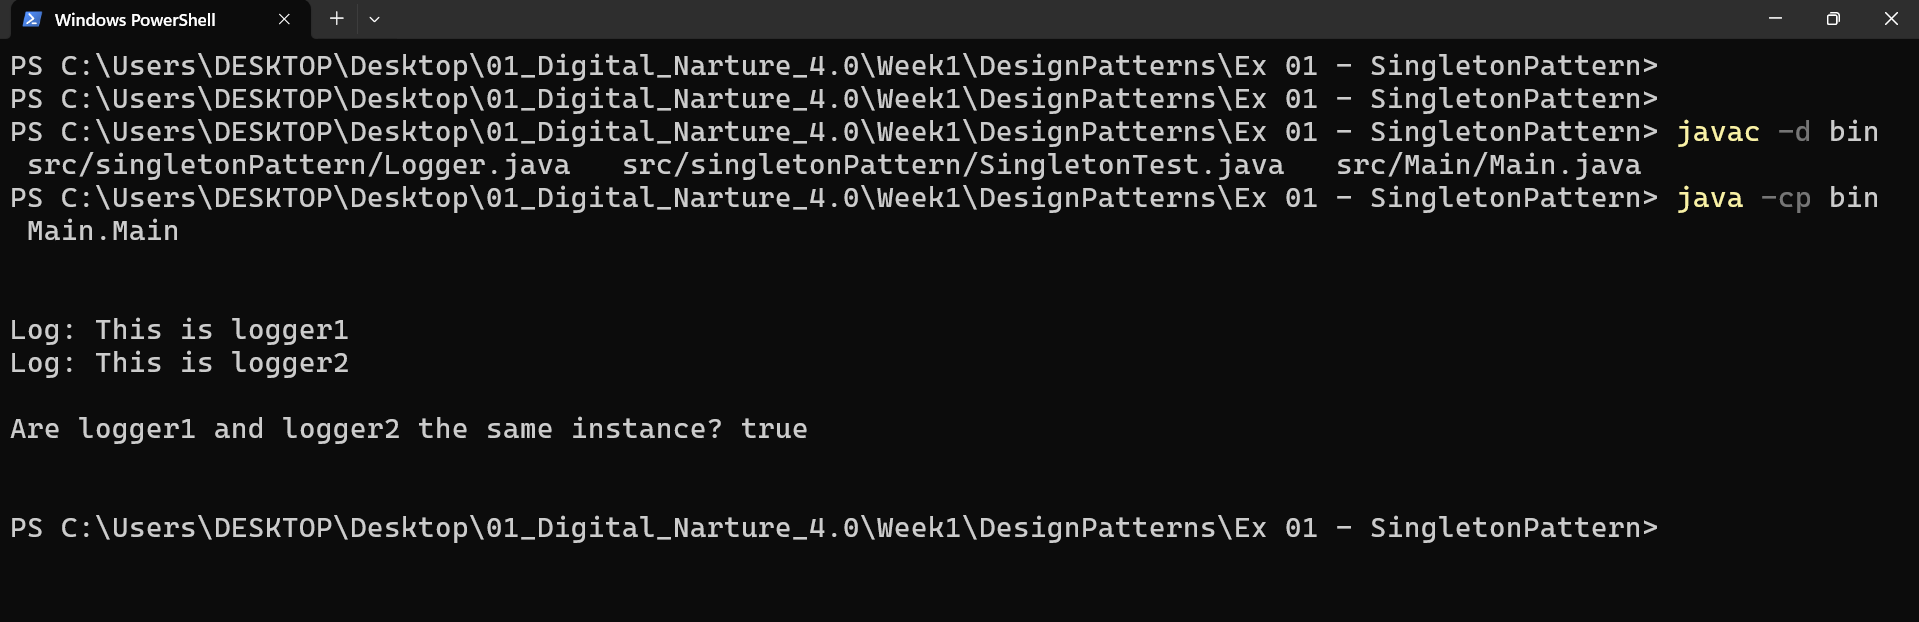 Windows PowerShell
PS C:\Users\DESKTOP\Desktop\01_Digital_Narture_4.0\Week1\DesignPatterns\Ex 01 - SingletonPattern>
PS C:\Users\DESKTOP\Desktop\01_Digital_Narture_4.0\Week1\DesignPatterns\Ex 01 - SingletonPattern>
PS C:\Users\DESKTOP\Desktop\01_Digital_Narture_4.0\Week1\DesignPatterns\Ex 01 - SingletonPattern> javac -d bin
src/singletonPattern/Logger.java   src/singletonPattern/SingletonTest.java   src/Main/Main.java
PS C:\Users\DESKTOP\Desktop\01_Digital_Narture_4.0\Week1\DesignPatterns\Ex 01 - SingletonPattern> java -cp bin
Main.Main
Log: This is logger1
Log: This is logger2
Are logger1 and logger2 the same instance? true
PS C:\Users\DESKTOP\Desktop\01_Digital_Narture_4.0\Week1\DesignPatterns\Ex 01 - SingletonPattern>